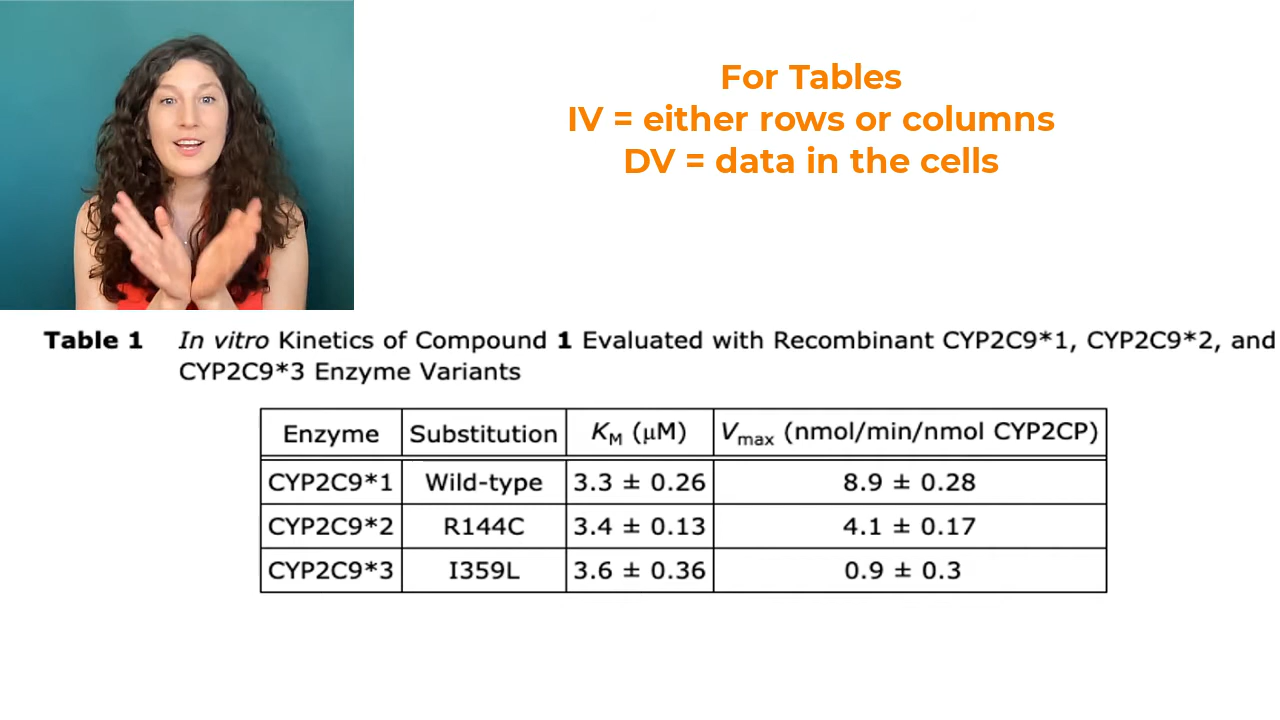 For Tables
IV = either rows or columns
DV = data in the cells
Table 1 In vitro Kinetics of Compound 1 Evaluated with Recombinant CYP2C9*1, CYP2C9*2, and
CYP2C9*3 Enzyme Variants
Enzyme Substitution KM (μM) Vmax (nmol/min/nmol CYP2CP)
CYP2C9*1 Wild-type 3.3 ± 0.26 8.9 ± 0.28
CYP2C9*2 R144C 3.4 ± 0.13 4.1 ± 0.17
CYP2C9*3 I359L 3.6 ± 0.36 0.9 ± 0.3